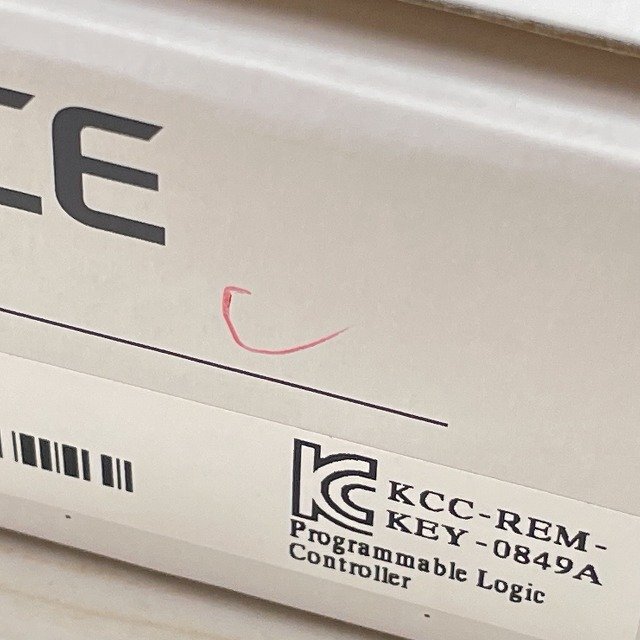 CE
KCC-REM-
KEY-0849A
Programmable Logic
Controller